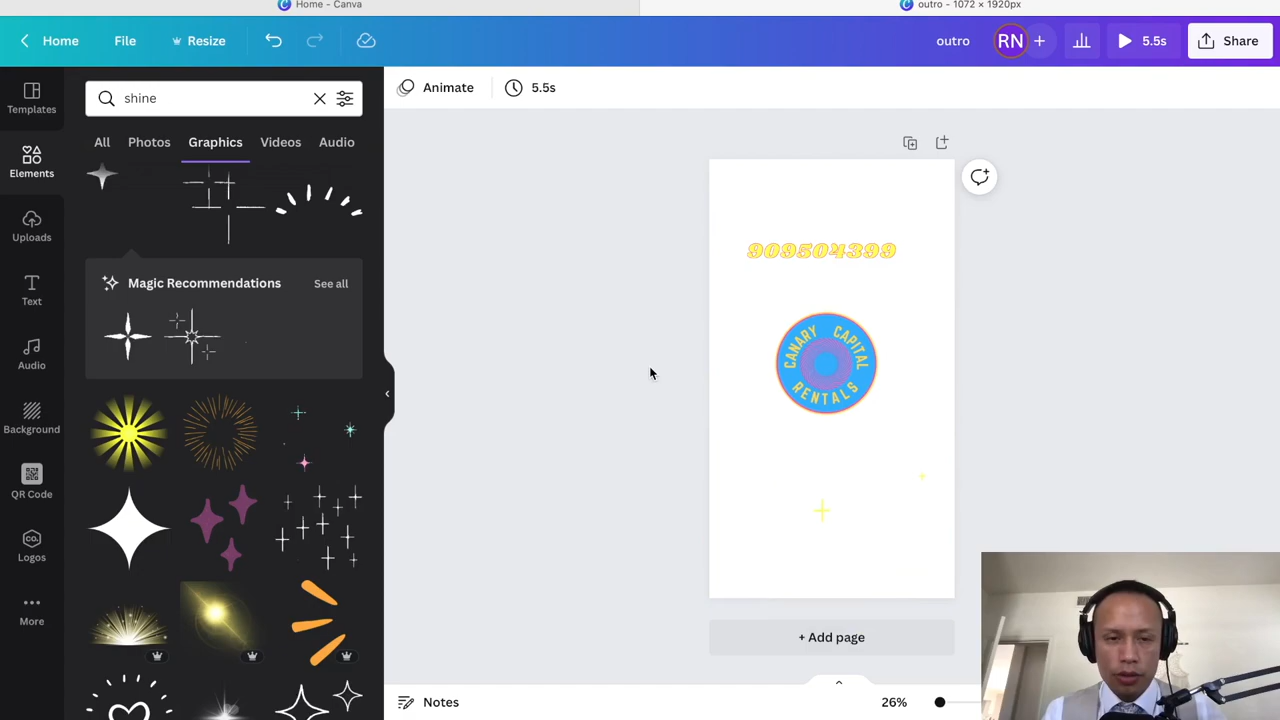 Home - Canva
outro - 1072 × 1920px
Home File Resize outro RN + 5.5s Share
Templates
Elements
Uploads
Text
Audio
Background
QR Code
co.
Logos
More
shine
All Photos Graphics Videos Audio
Magic Recommendations See all
Animate 5.5s
909504399
CANARY CAPITAL
RENTALS
+ Add page
Notes 26%